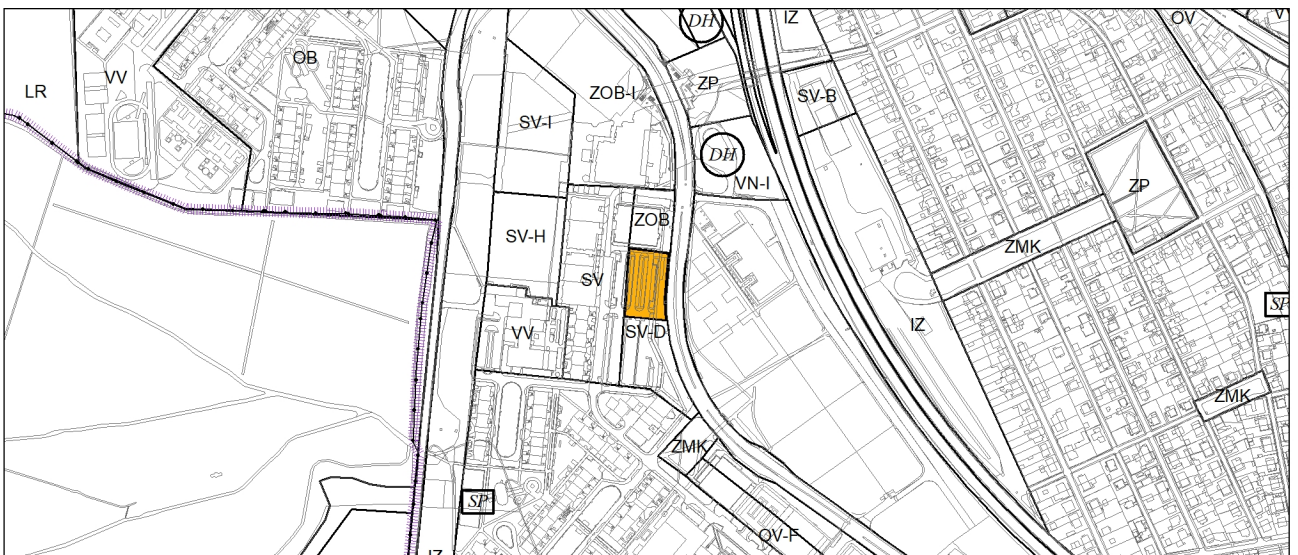 DH
IZ
OV
V
OB
VV
ZP
LR
ZOB-I
SV-B
SV-I
DH
VN-I
ZP
ZOB
SV-H
ZMK
SV
SP
IZ
VV
SV-D
ZMK
ZMK
SP
OV-F
IZ